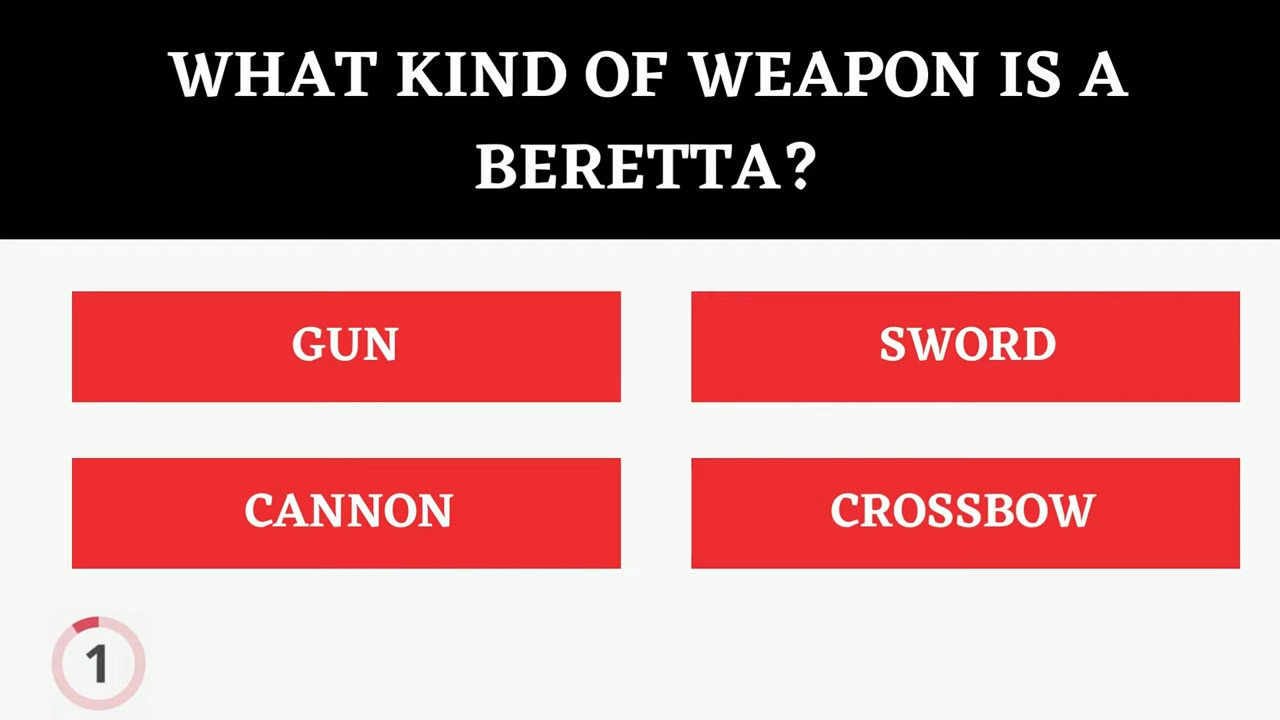 WHAT KIND OF WEAPON IS A
BERETTA?
GUN
SWORD
CANNON
CROSSBOW
1